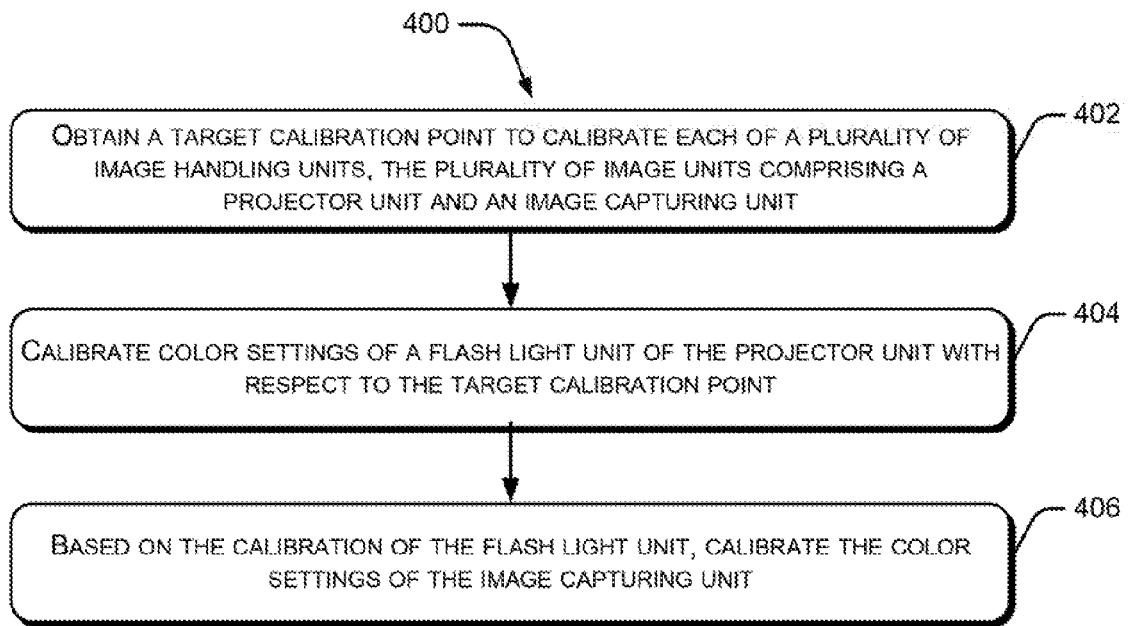 400
OBTAIN A TARGET CALIBRATION POINT TO CALIBRATE EACH OF A PLURALITY OF
IMAGE HANDLING UNITS, THE PLURALITY OF IMAGE UNITS COMPRISING A
PROJECTOR UNIT AND AN IMAGE CAPTURING UNIT
402
CALIBRATE COLOR SETTINGS OF A FLASH LIGHT UNIT OF THE PROJECTOR UNIT WITH
RESPECT TO THE TARGET CALIBRATION POINT
404
BASED ON THE CALIBRATION OF THE FLASH LIGHT UNIT, CALIBRATE THE COLOR
SETTINGS OF THE IMAGE CAPTURING UNIT
406